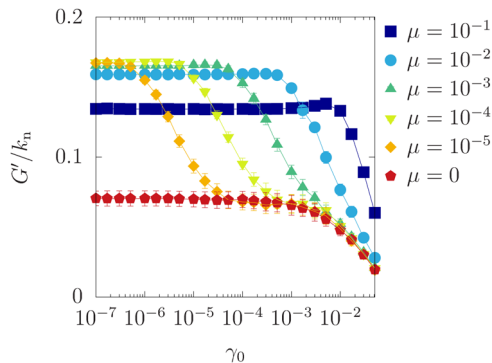 0.2
0.1
0
G′/kₙ
10⁻⁷ 10⁻⁶ 10⁻⁵ 10⁻⁴ 10⁻³ 10⁻²
γ₀
μ = 10⁻¹
μ = 10⁻²
μ = 10⁻³
μ = 10⁻⁴
μ = 10⁻⁵
μ = 0